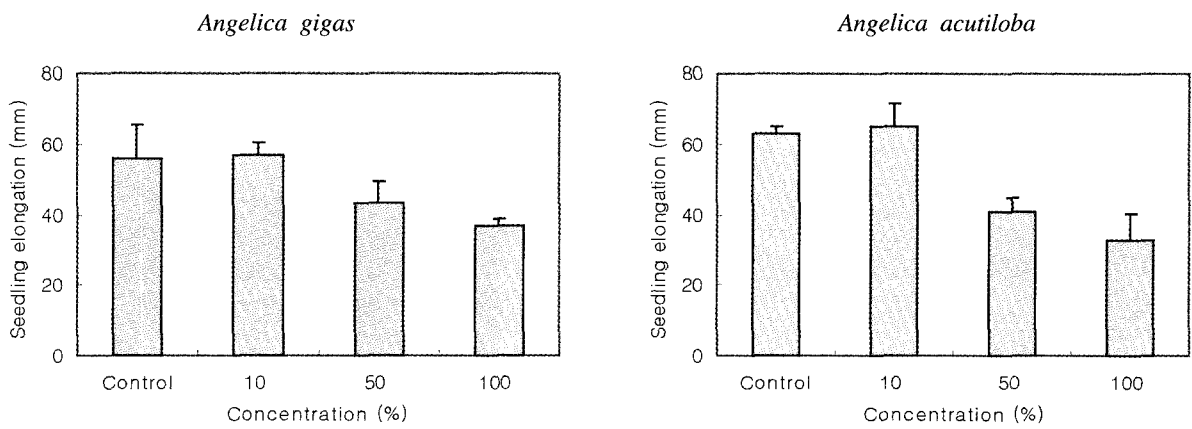 Angelica gigas
80
60
40
20
0
Seedling elongation (mm)
Control 10 50 100
Concentration (%)
Angelica acutiloba
80
60
40
20
0
Seedling elongation (mm)
Control 10 50 100
Concentration (%)